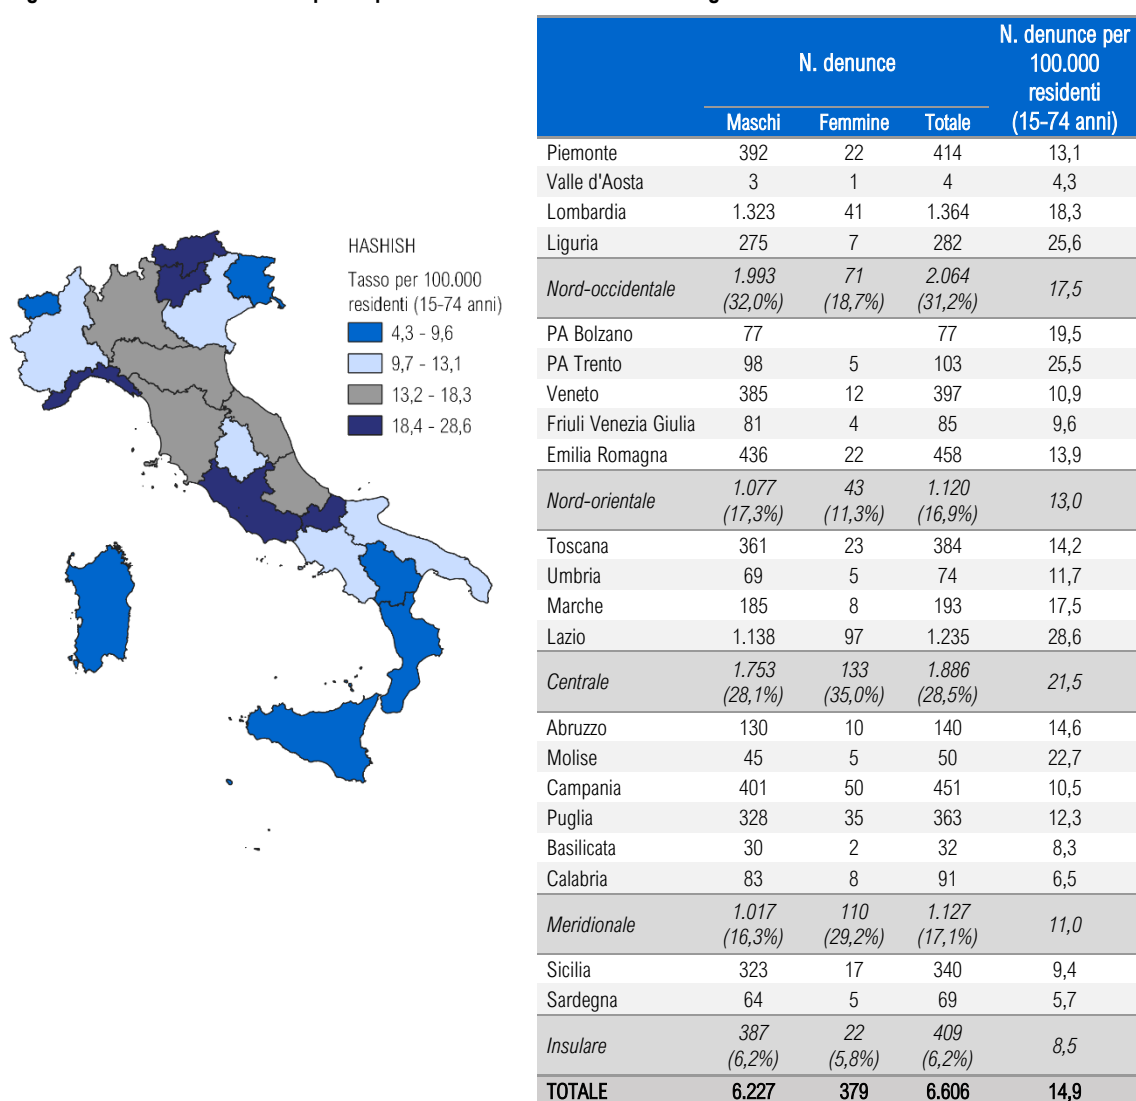 HASHISH
Tasso per 100.000
residenti (15-74 anni)
4,3 - 9,6
9,7 - 13,1
13,2 - 18,3
18,4 - 28,6
N. denunce
N. denunce per
100.000
residenti
(15-74 anni)
Maschi Femmine Totale
Piemonte 392 22 414 13,1
Valle d'Aosta 3 1 4 4,3
Lombardia 1.323 41 1.364 18,3
Liguria 275 7 282 25,6
Nord-occidentale 1.993 (32,0%) 71 (18,7%) 2.064 (31,2%) 17,5
PA Bolzano 77 77 19,5
PA Trento 98 5 103 25,5
Veneto 385 12 397 10,9
Friuli Venezia Giulia 81 4 85 9,6
Emilia Romagna 436 22 458 13,9
Nord-orientale 1.077 (17,3%) 43 (11,3%) 1.120 (16,9%) 13,0
Toscana 361 23 384 14,2
Umbria 69 5 74 11,7
Marche 185 8 193 17,5
Lazio 1.138 97 1.235 28,6
Centrale 1.753 (28,1%) 133 (35,0%) 1.886 (28,5%) 21,5
Abruzzo 130 10 140 14,6
Molise 45 5 50 22,7
Campania 401 50 451 10,5
Puglia 328 35 363 12,3
Basilicata 30 2 32 8,3
Calabria 83 8 91 6,5
Meridionale 1.017 (16,3%) 110 (29,2%) 1.127 (17,1%) 11,0
Sicilia 323 17 340 9,4
Sardegna 64 5 69 5,7
Insulare 387 (6,2%) 22 (5,8%) 409 (6,2%) 8,5
TOTALE 6.227 379 6.606 14,9